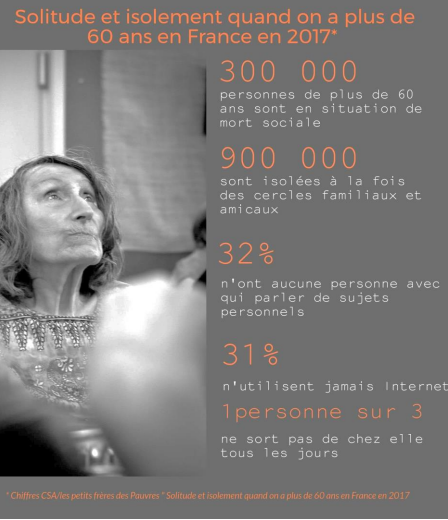 Solitude et isolement quand on a plus de
60 ans en France en 2017*
300 000
personnes de plus de 60
ans sont en situation de
mort sociale
900 000
sont isolées à la fois
des cercles familiaux et
amicaux
32%
n'ont aucune personne avec
qui parler de sujets
personnels
31%
n'utilisent jamais Internet
1personne sur 3
ne sort pas de chez elle
tous les jours
* Chiffres CSA/les petits frères des Pauvres " Solitude et isolement quand on a plus de 60 ans en France en 2017